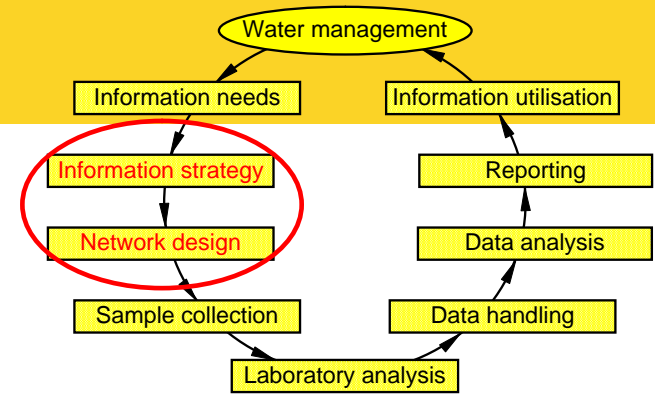 Water management
Information needs
Information utilisation
Information strategy
Reporting
Network design
Data analysis
Sample collection
Data handling
Laboratory analysis